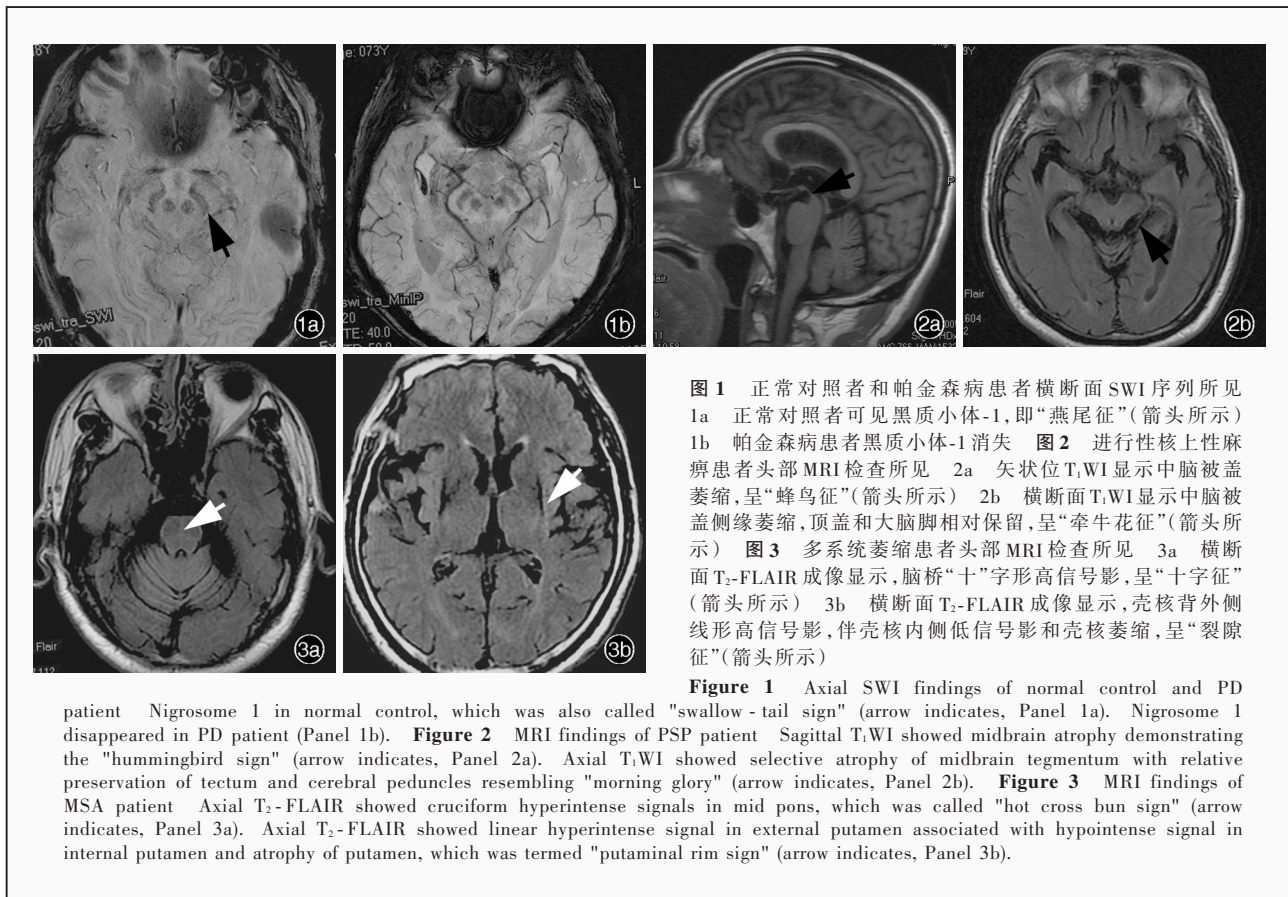 8Y
swi_tra_SWI
20
1a
ge: 073Y
L
swi_tra_MinIP
20
TE: 40.0
1b
P
lair
6
11
2a
Flair
.604
2
2b
Flair
3a
3b
图1 正常对照者和帕金森病患者横断面SWI序列所见
1a 正常对照者可见黑质小体-1,即“燕尾征”(箭头所示)
1b 帕金森病患者黑质小体-1消失 图2 进行性核上性麻
痹患者头部MRI检查所见 2a 矢状位T₁WI显示中脑被盖
萎缩,呈“蜂鸟征”(箭头所示) 2b 横断面T₁WI显示中脑被
盖侧缘萎缩,顶盖和大脑脚相对保留,呈“牵牛花征”(箭头所
示) 图3 多系统萎缩患者头部MRI检查所见 3a 横断
面T₂-FLAIR成像显示,脑桥“十”字形高信号影,呈“十字征”
(箭头所示) 3b 横断面T₂-FLAIR成像显示,壳核背外侧
线形高信号影,伴壳核内侧低信号影和壳核萎缩,呈“裂隙
征”(箭头所示)
Figure 1 Axial SWI findings of normal control and PD
patient Nigrosome 1 in normal control, which was also called "swallow-tail sign" (arrow indicates, Panel 1a). Nigrosome 1
disappeared in PD patient (Panel 1b). Figure 2 MRI findings of PSP patient Sagittal T₁WI showed midbrain atrophy demonstrating
the "hummingbird sign" (arrow indicates, Panel 2a). Axial T₁WI showed selective atrophy of midbrain tegmentum with relative
preservation of tectum and cerebral peduncles resembling "morning glory" (arrow indicates, Panel 2b). Figure 3 MRI findings of
MSA patient Axial T₂-FLAIR showed cruciform hyperintense signals in mid pons, which was called "hot cross bun sign" (arrow
indicates, Panel 3a). Axial T₂-FLAIR showed linear hyperintense signal in external putamen associated with hypointense signal in
internal putamen and atrophy of putamen, which was termed "putaminal rim sign" (arrow indicates, Panel 3b).